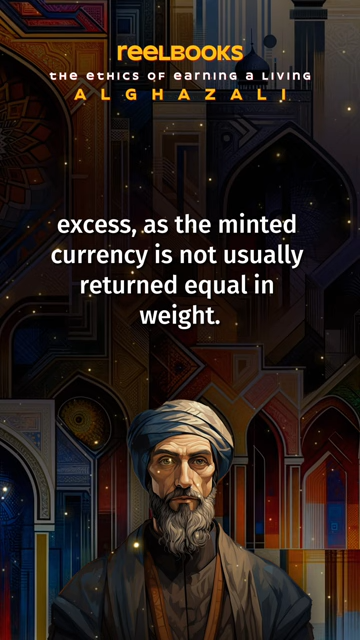 reelbooks
the ethics of earning a living
ALGHAZALI
excess, as the minted
currency is not usually
returned equal in
weight.